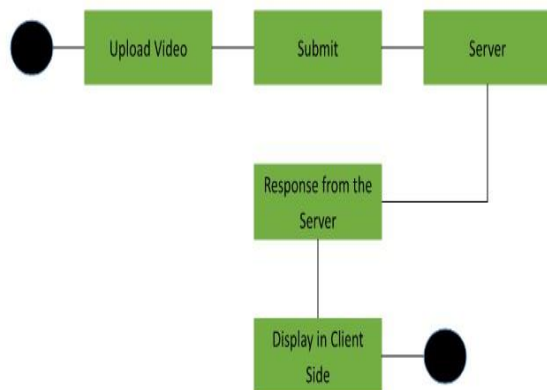 Upload Video
Submit
Server
Response from the
Server
Display in Client
Side